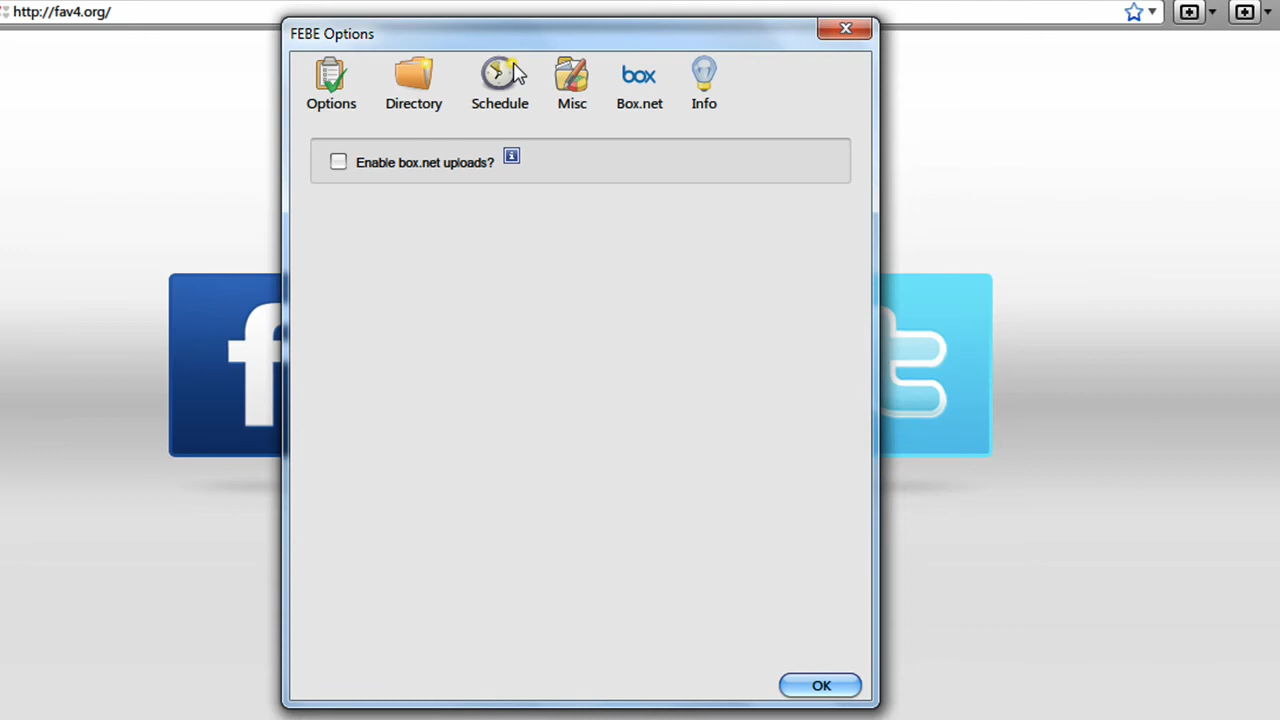 http://fav4.org/
FEBE Options
Options Directory Schedule Misc Box.net Info
box
Enable box.net uploads?
f
t
OK